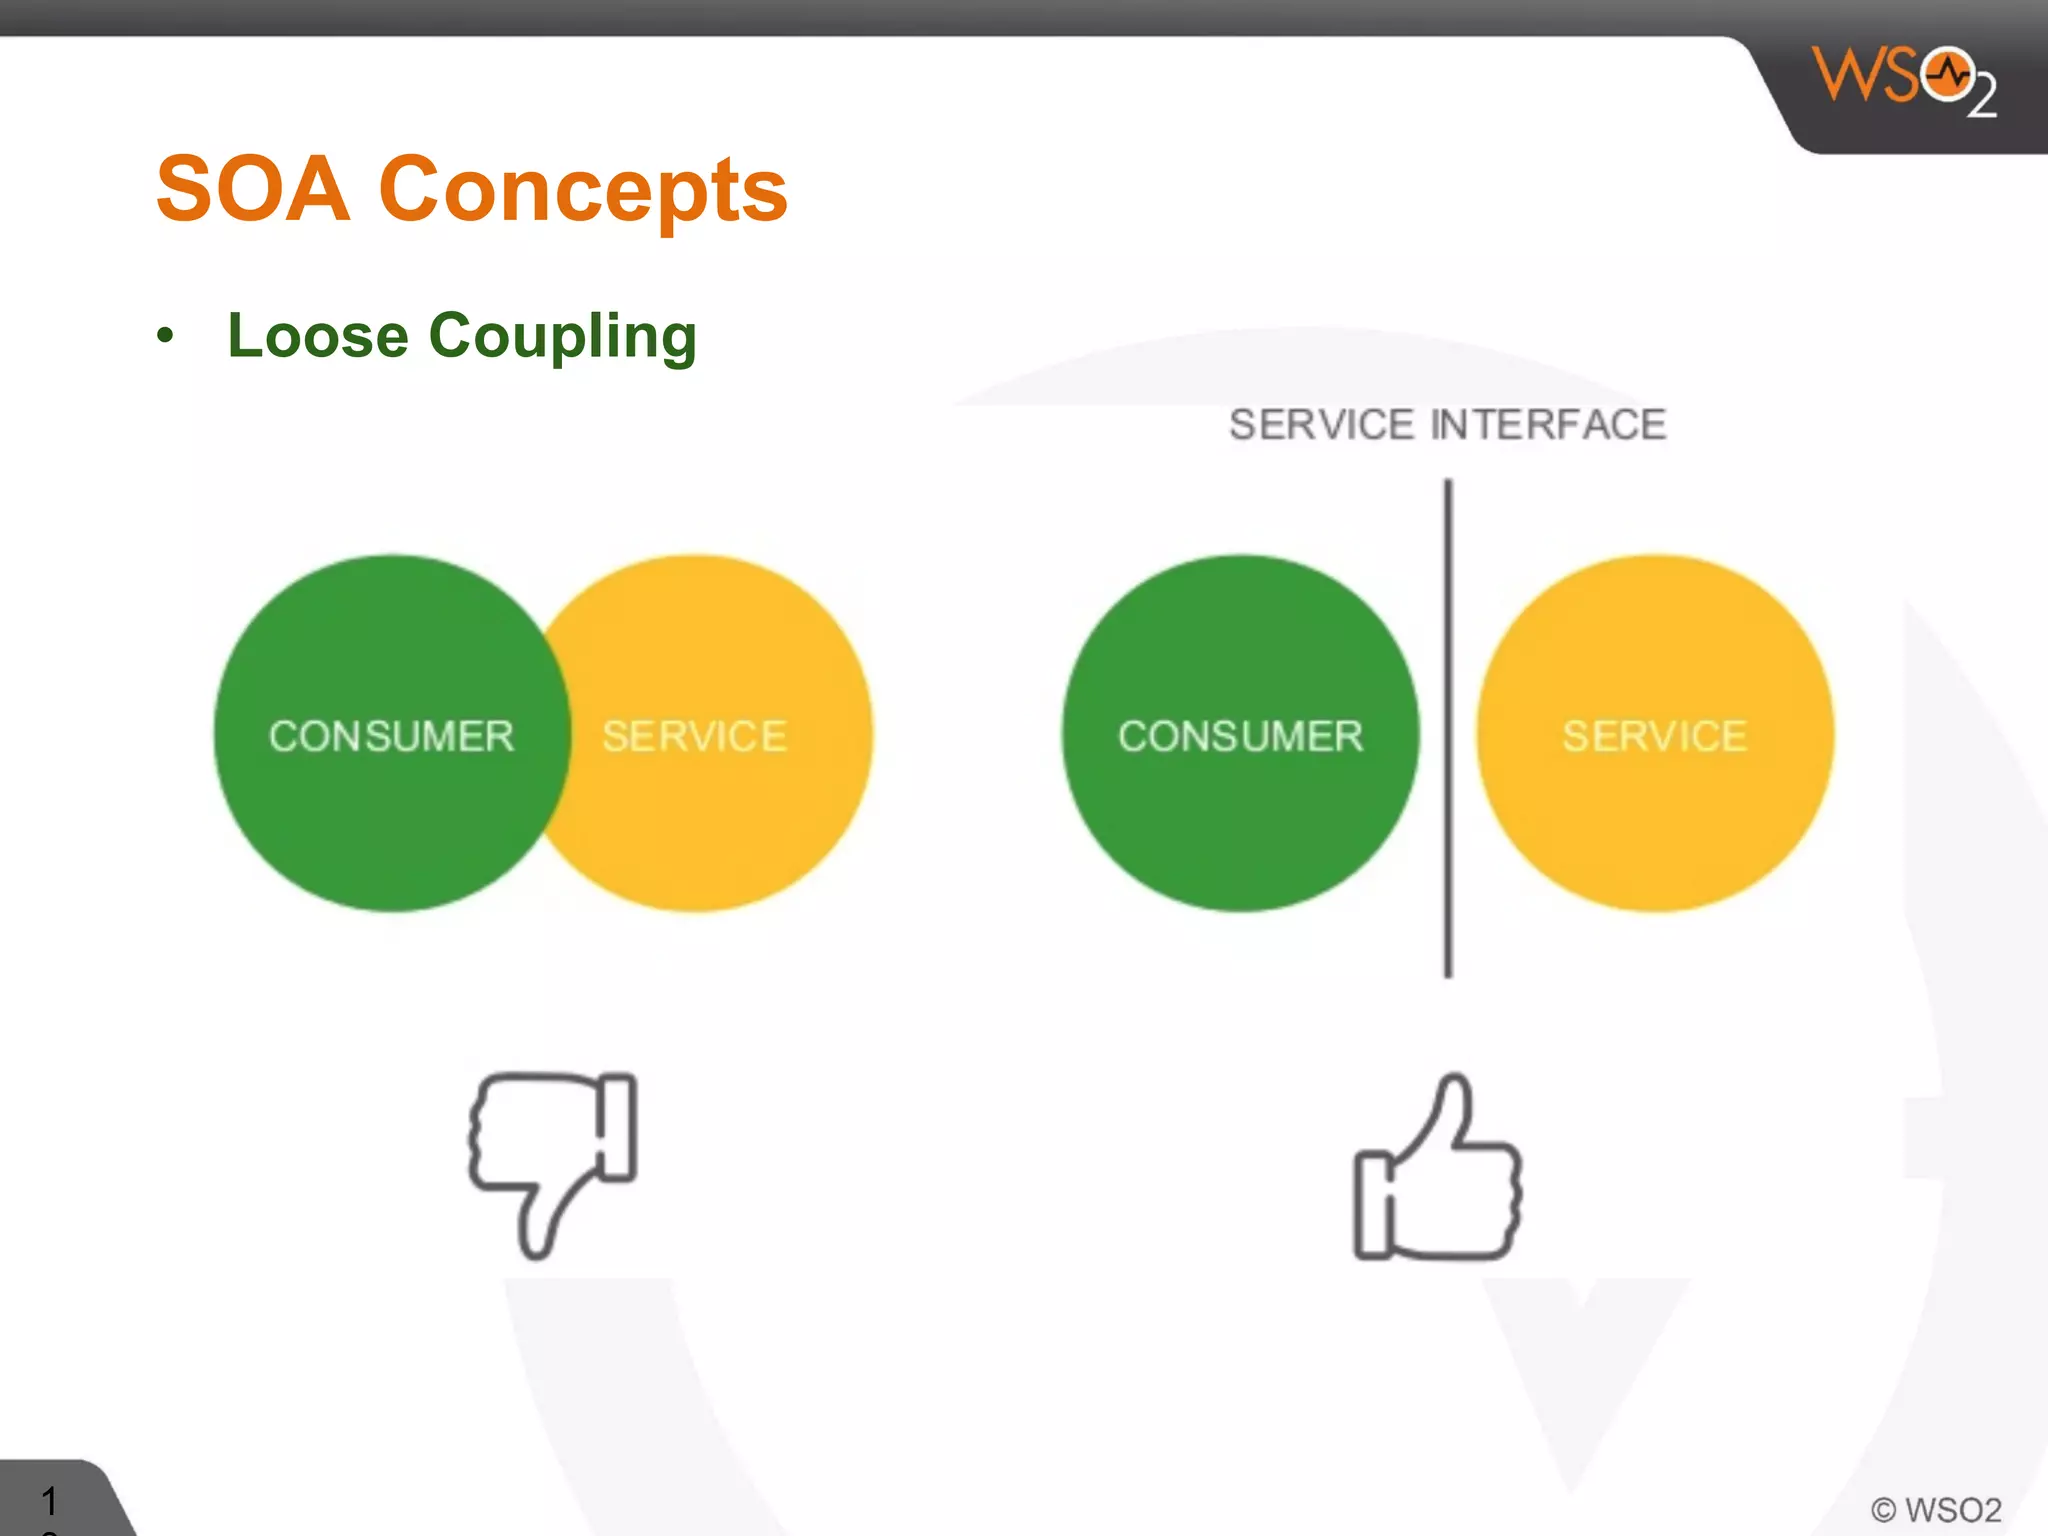 WSO2
SOA Concepts
• Loose Coupling
SERVICE INTERFACE
CONSUMER SERVICE CONSUMER SERVICE
1
© WSO2